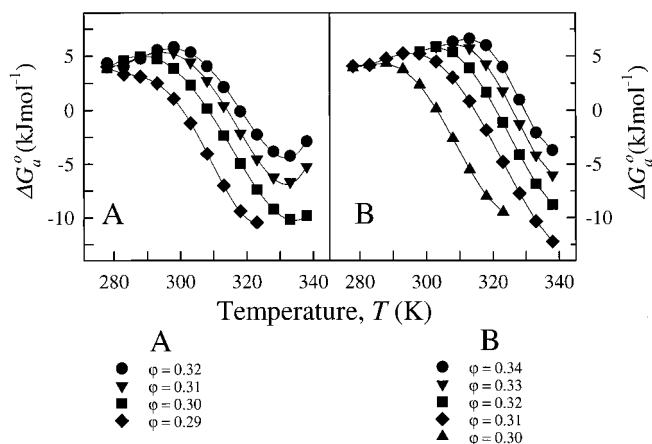 ΔG°a (kJmol⁻¹)
5
0
-5
-10
A
B
5
0
-5
-10
ΔG°a (kJmol⁻¹)
280 300 320 340 280 300 320 340
Temperature, T (K)
A
φ = 0.32
φ = 0.31
φ = 0.30
φ = 0.29
B
φ = 0.34
φ = 0.33
φ = 0.32
φ = 0.31
φ = 0.30